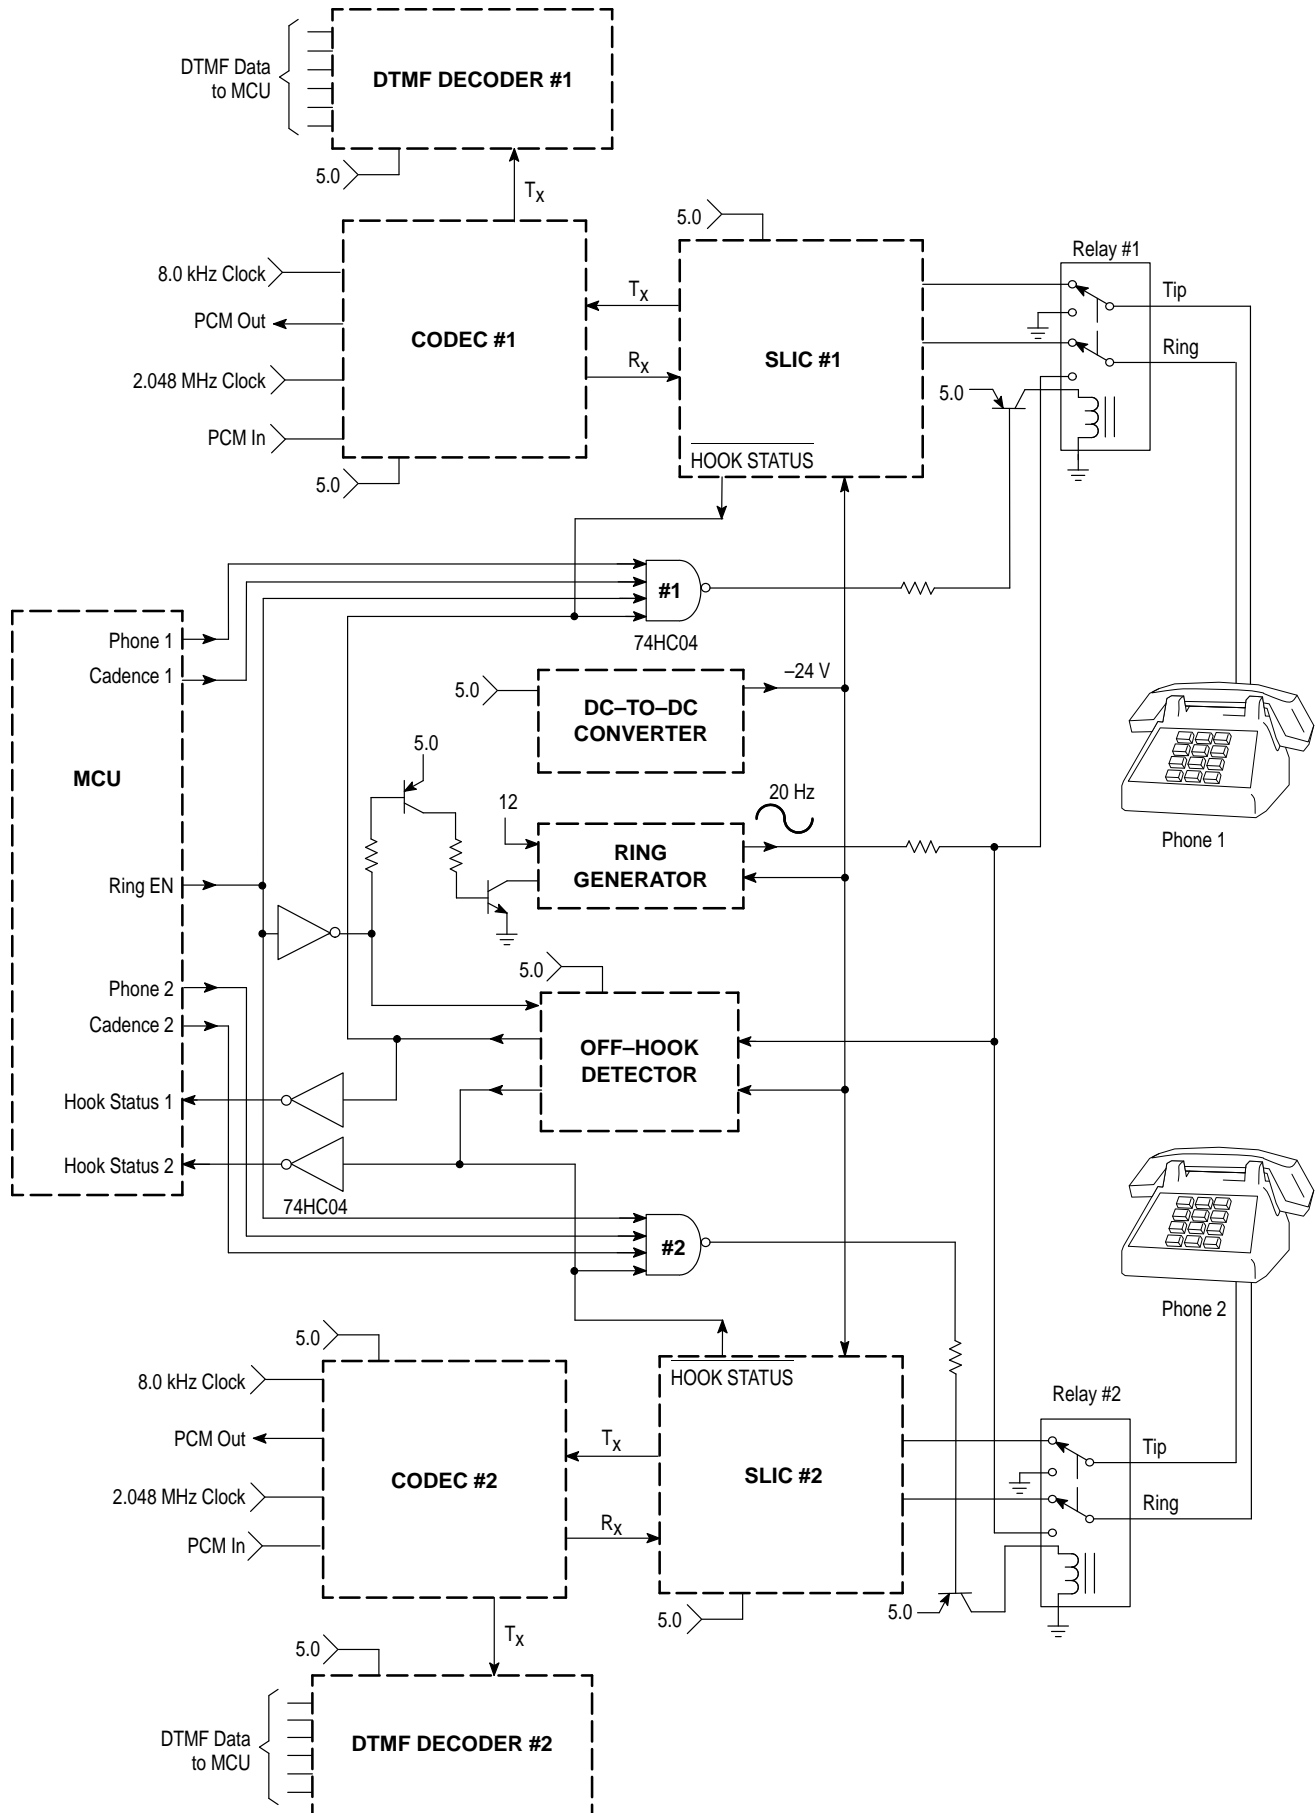 DTMF Data
to MCU
DTMF DECODER #1
5.0
Tx
5.0
8.0 kHz Clock
PCM Out
2.048 MHz Clock
PCM In
CODEC #1
Tx
Rx
SLIC #1
HOOK STATUS
5.0
Relay #1
Tip
Ring
5.0
#1
74HC04
Phone 1
Cadence 1
5.0
DC–TO–DC
CONVERTER
–24 V
MCU
5.0
12
20 Hz
RING
GENERATOR
Phone 1
Ring EN
5.0
Phone 2
Cadence 2
OFF–HOOK
DETECTOR
Hook Status 1
Hook Status 2
74HC04
#2
Phone 2
5.0
HOOK STATUS
8.0 kHz Clock
Relay #2
PCM Out
Tx
Tip
CODEC #2
SLIC #2
2.048 MHz Clock
Ring
Rx
PCM In
5.0
5.0
Tx
5.0
DTMF Data
to MCU
DTMF DECODER #2